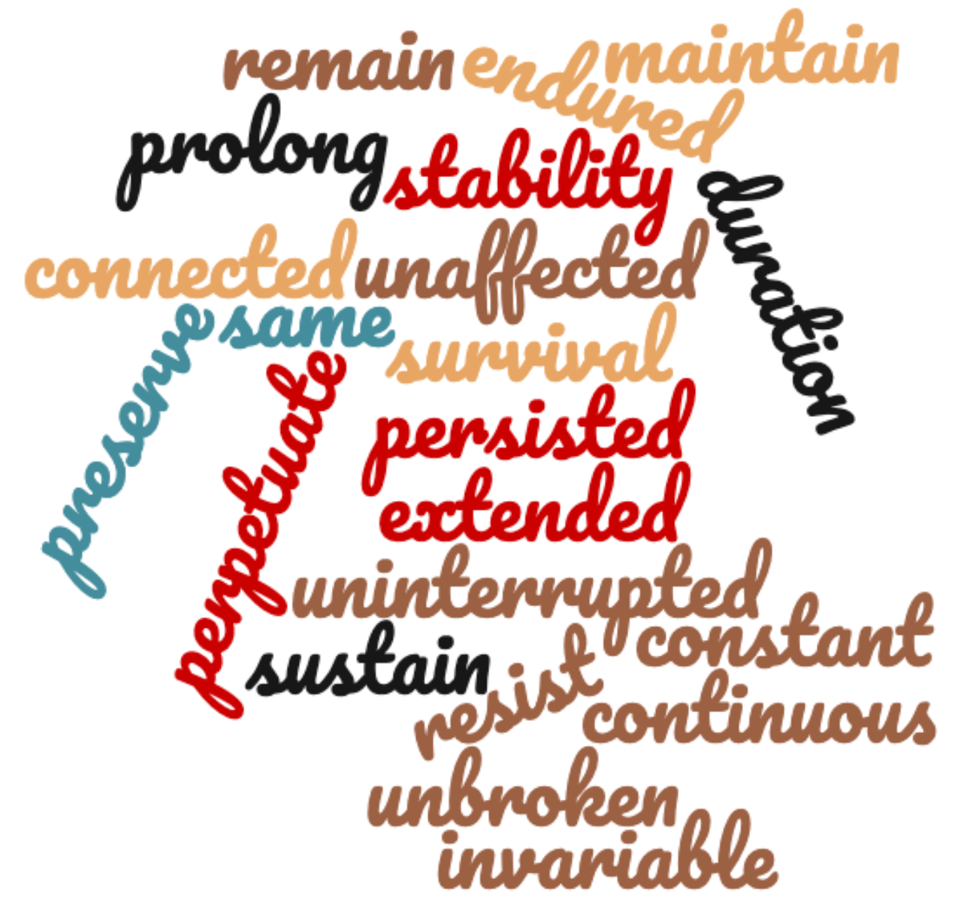 remain
endured
maintain
prolong
stability
duration
connected
unaffected
preserve
same
survival
perpetuate
persisted
extended
uninterrupted
constant
sustain
resist
continuous
unbroken
invariable